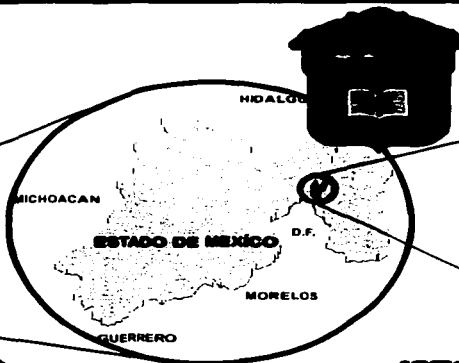 HIDALGO
MICHOACAN
ESTADO DE MEXICO
D.F.
MORELOS
GUERRERO